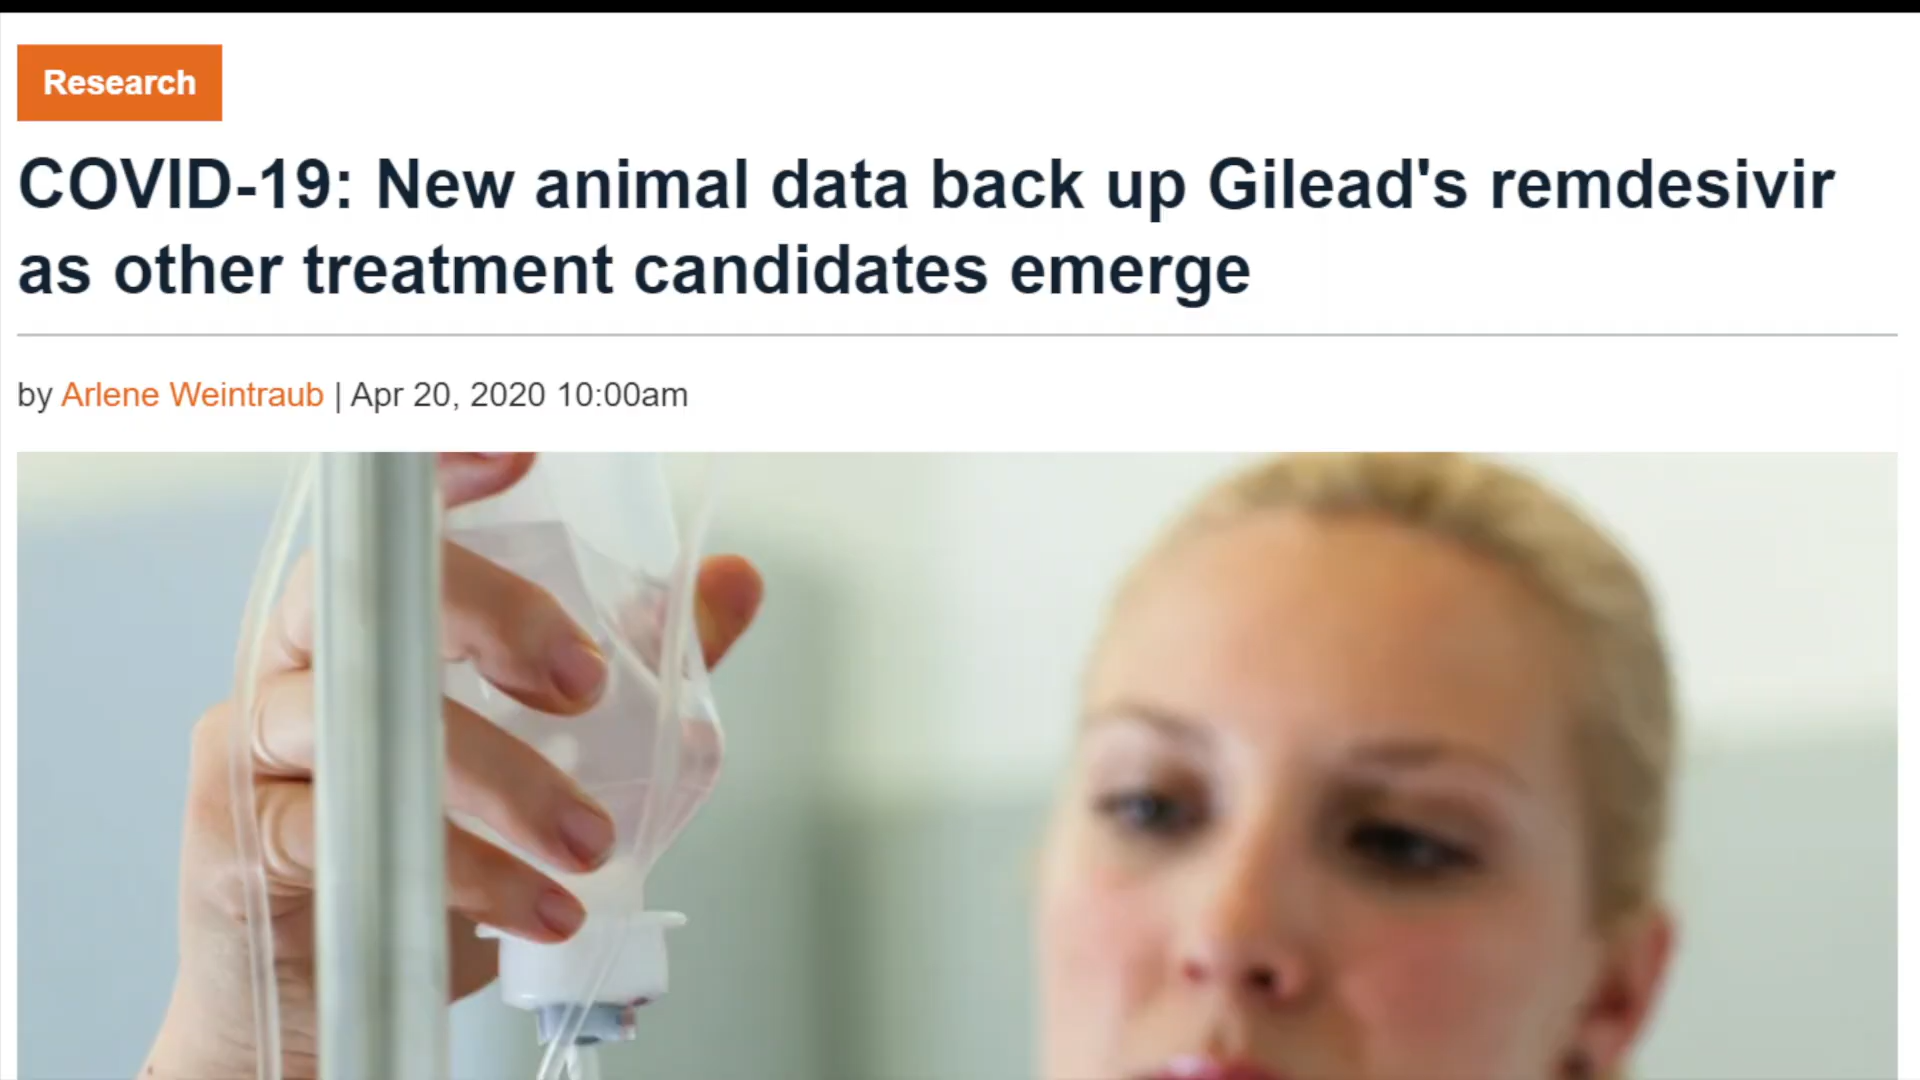 Research
COVID-19: New animal data back up Gilead's remdesivir
as other treatment candidates emerge
by Arlene Weintraub | Apr 20, 2020 10:00am